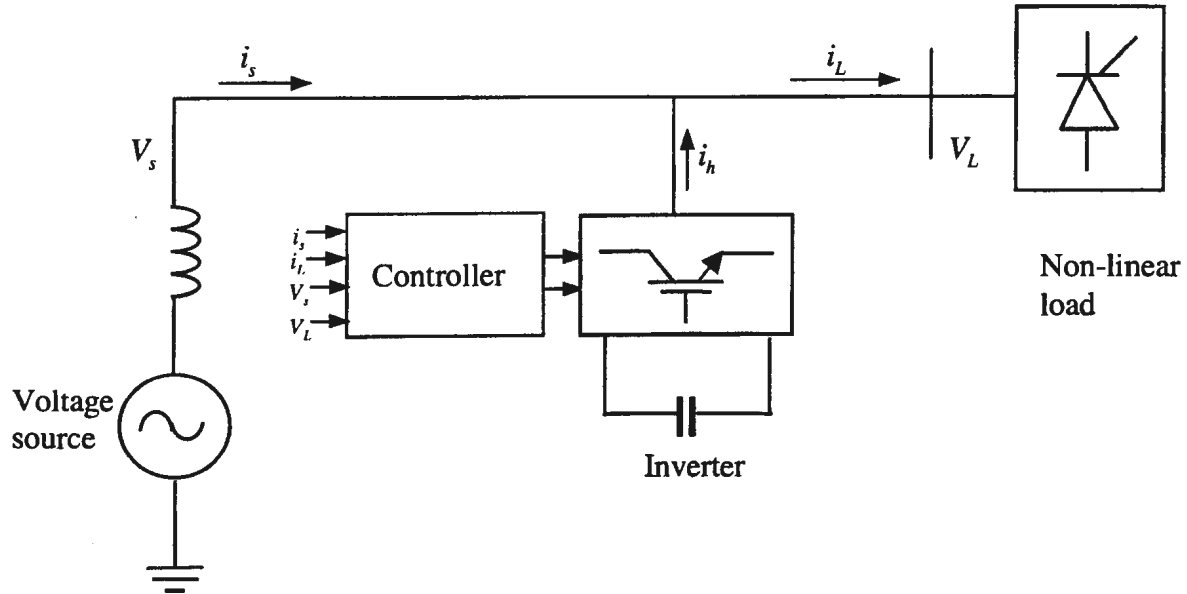 i_s
i_L
V_s
i_h
V_L
i_s
i_L
V_s
V_L
Controller
Non-linear
load
Voltage
source
Inverter